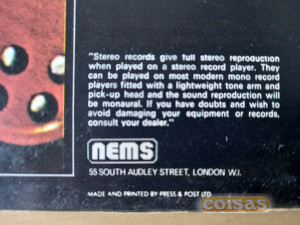 "Stereo records give full stereo reproduction
when played on a stereo record player. They
can be played on most modern mono record
players fitted with a lightweight tone arm and
pick-up head and the sound reproduction will
be monaural. If you have doubts and wish to
avoid damaging your equipment or records,
consult your dealer."
nems
55 SOUTH AUDLEY STREET, LONDON W.I.
MADE AND PRINTED BY PRESS & POST LTD
coisas